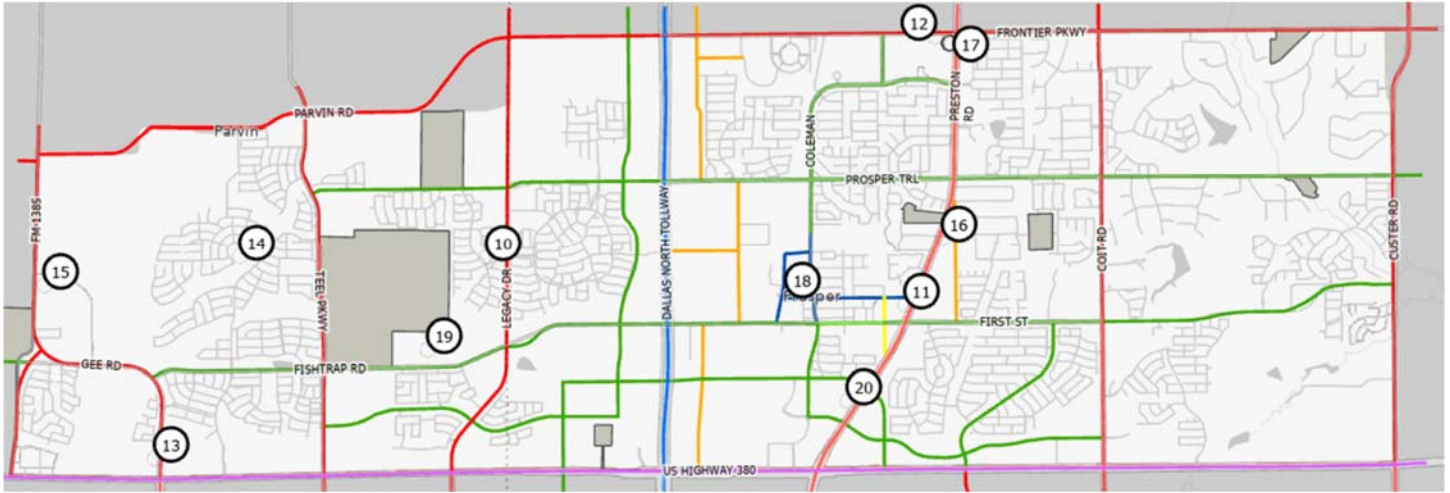 12
FRONTIER PKWY
17
PRESTON
RD
PARVIN RD
Parvin
COLEMAN
PROSPER TRL
FM-1385
14
15
TEEL PKWY
10
LEGACY DR
DALLAS NORTH TOLLWAY
16
COIT RD
CUSTER RD
18
Prosper
11
19
FIRST ST
GEE RD
FISHTRAP RD
20
13
US HIGHWAY 380